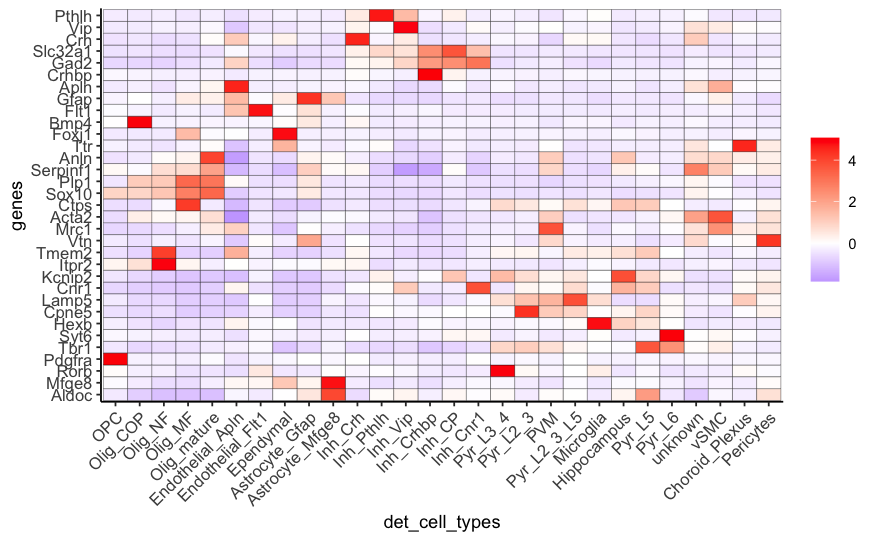 Pthlh
Vip
Crh
Slc32a1
Gad2
Crhbp
Apln
Gfap
Flt1
Bmp4
Foxj1
Ttr
Anln
Serpinf1
Plp1
Sox10
Ctps
Acta2
Mrc1
Vtn
Tmem2
Itpr2
Kcnip2
Cnr1
Lamp5
Cpne5
Hexb
Syt6
Tbr1
Pdgfra
Rorb
Mfge8
Aldoc
genes
OPC
Olig_COP
Olig_NF
Olig_MF
Olig_mature
Endothelial_Apln
Endothelial_Flt1
Ependymal
Astrocyte_Gfap
Astrocyte_Mfge8
Inh_Crh
Inh_Pthlh
Inh_Vip
Inh_Crhbp
Inh_CP
Inh_Cnr1
Pyr_L3_4
Pyr_L2_3
PVM
Pyr_L2_3_L5
Microglia
Hippocampus
Pyr_L5
Pyr_L6
unknown
vSMC
Choroid_Plexus
Pericytes
det_cell_types
4
2
0